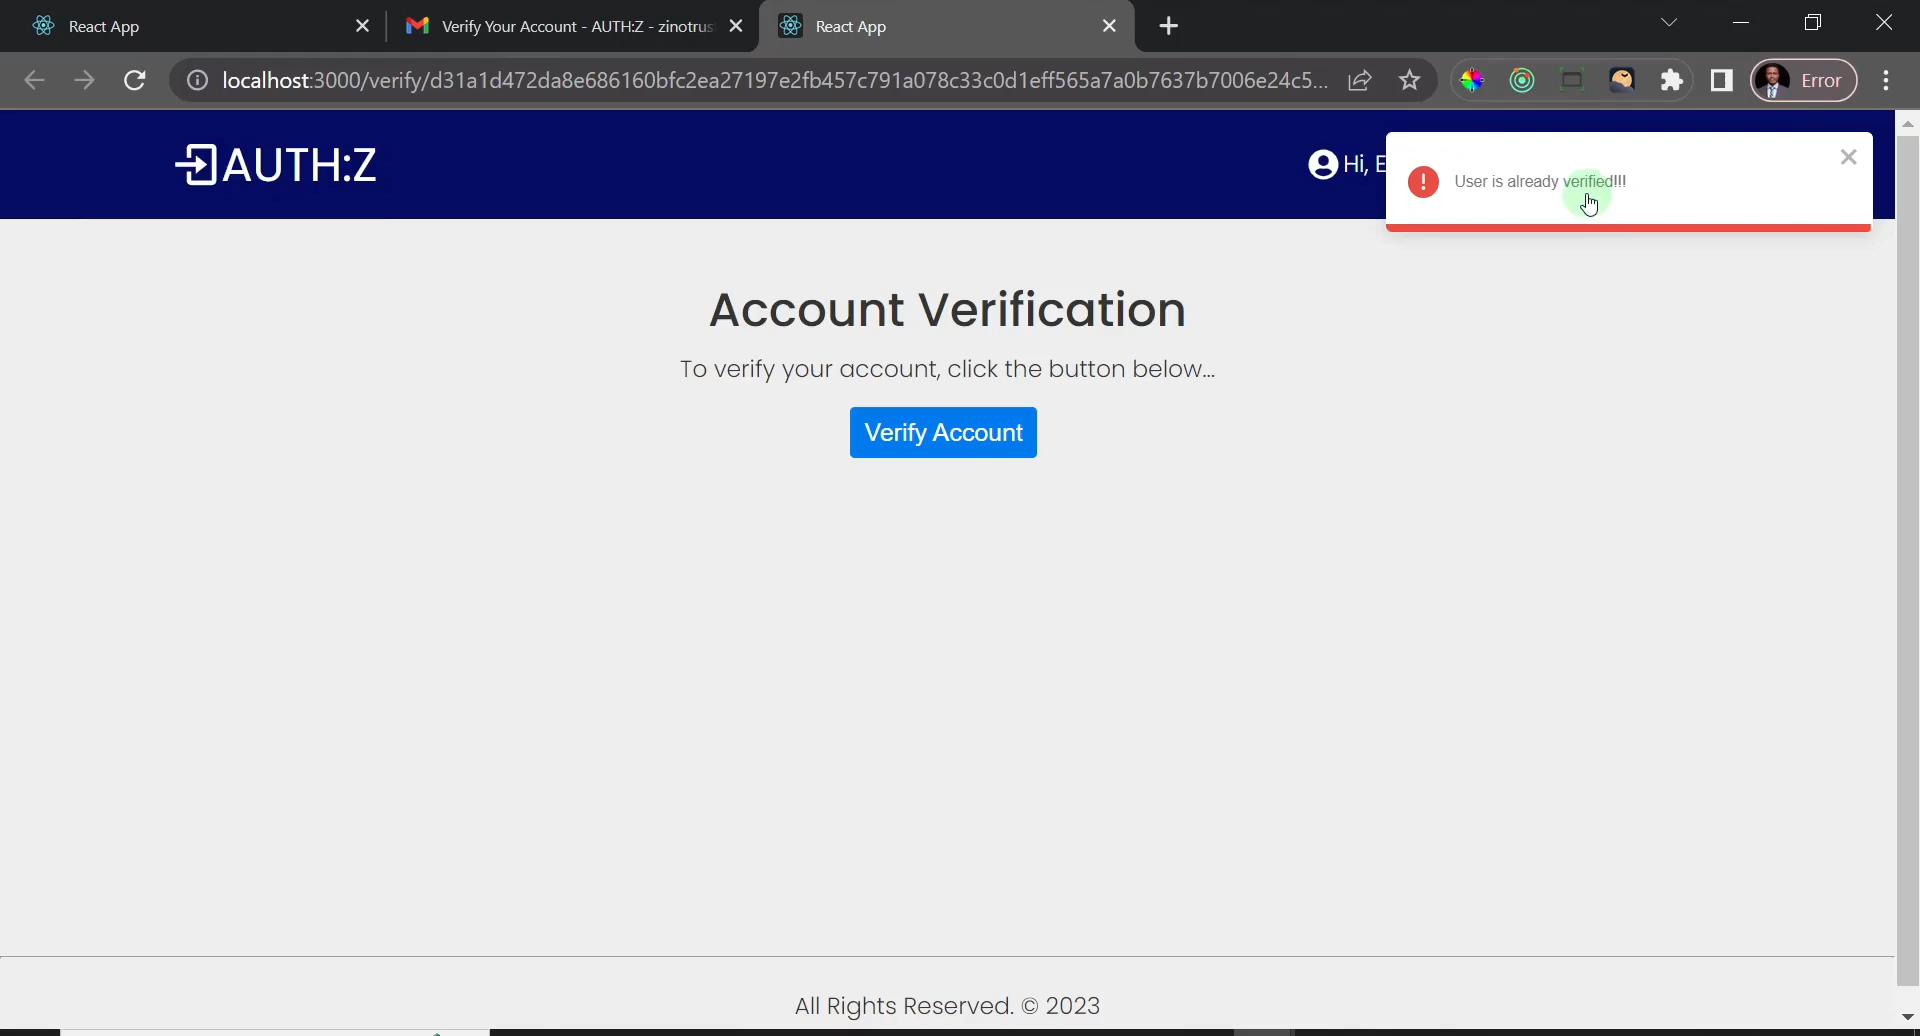 React App
Verify Your Account - AUTH:Z - zinotrus
React App
localhost:3000/verify/d31a1d472da8e686160bfc2ea27197e2fb457c791a078c33c0d1eff565a7a0b7637b7006e24c5...
Error
AUTH:Z
Hi, E
User is already verified!!!
Account Verification
To verify your account, click the button below...
Verify Account
All Rights Reserved. © 2023